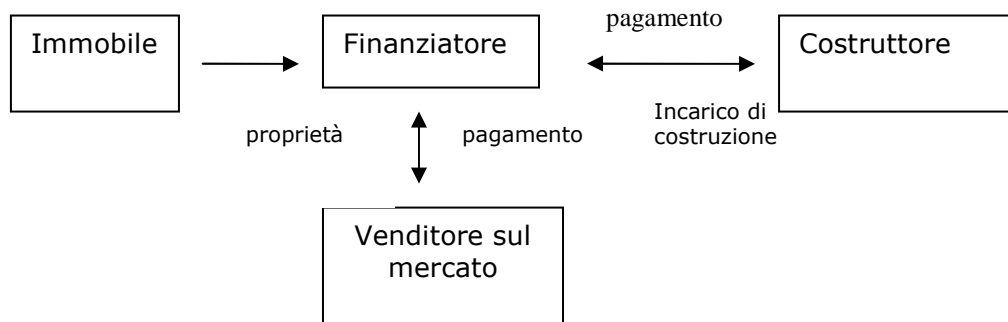 pagamento
Immobile
Finanziatore
Costruttore
Incarico di
costruzione
proprietà
pagamento
Venditore sul
mercato